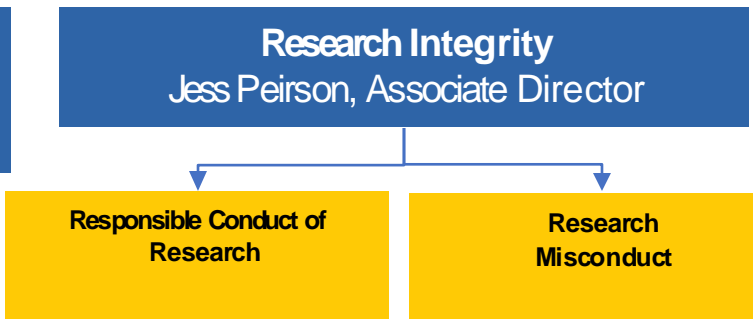 Research Integrity
Jess Peirson, Associate Director
Responsible Conduct of
Research
Research
Misconduct